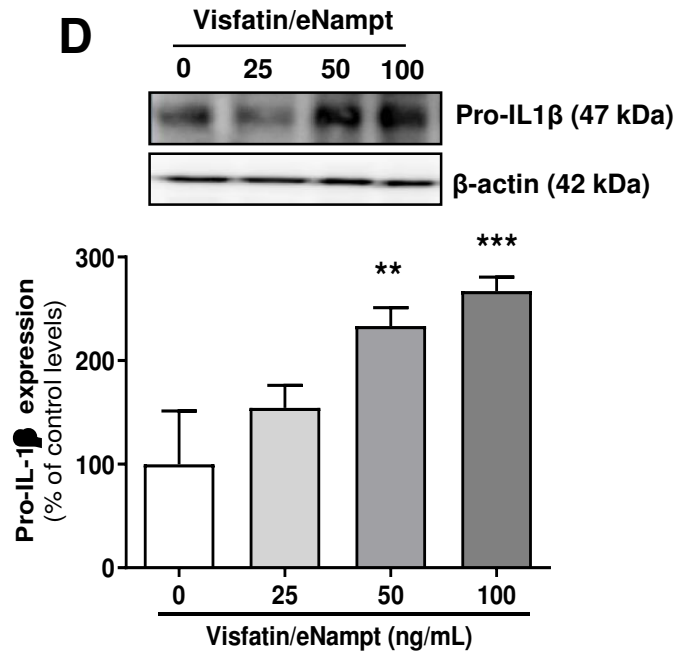 D
Visfatin/eNampt
0 25 50 100
Pro-IL1β (47 kDa)
β-actin (42 kDa)
Pro-IL-1β expression
(% of control levels)
300
200
100
0
**
***
0 25 50 100
Visfatin/eNampt (ng/mL)